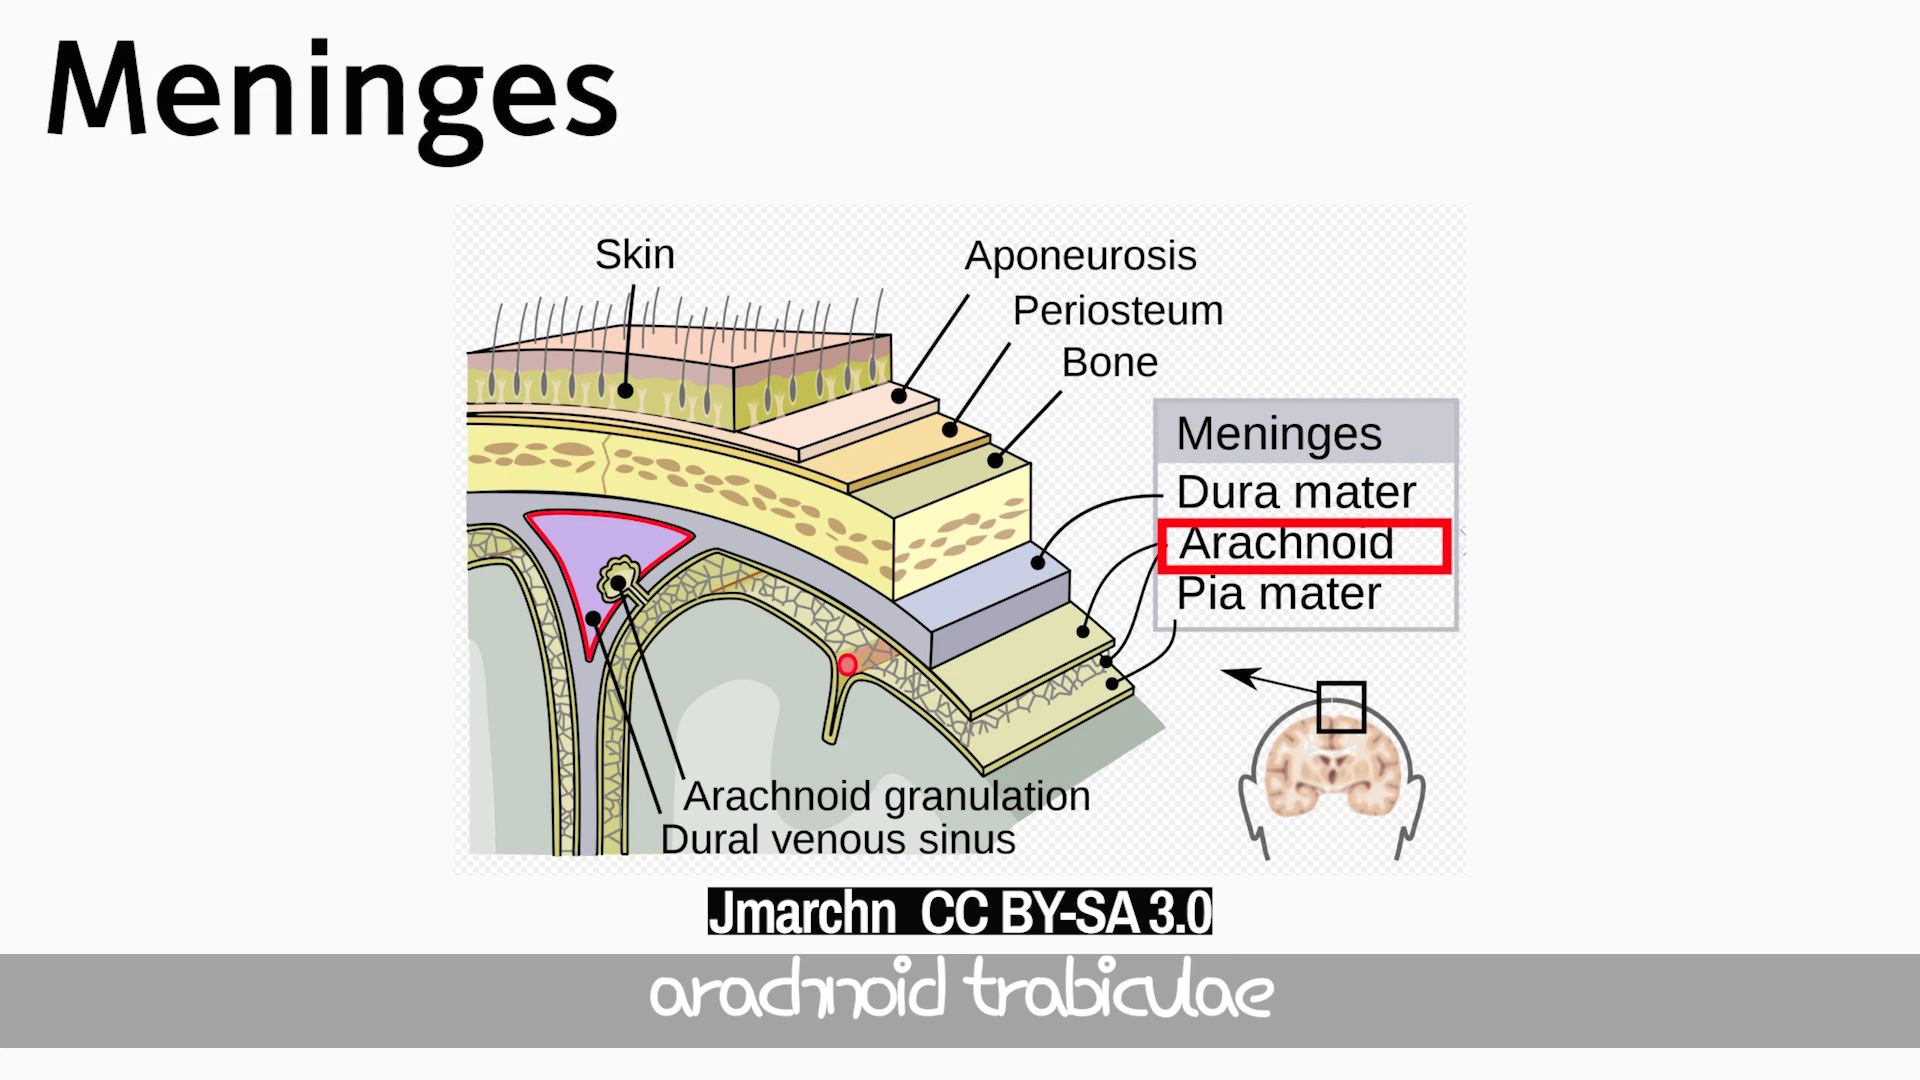 Meninges
Skin
Aponeurosis
Periosteum
Bone
Meninges
Dura mater
Arachnoid
Pia mater
Arachnoid granulation
Dural venous sinus
Jmarchn CC BY-SA 3.0
arachnoid trabiculae